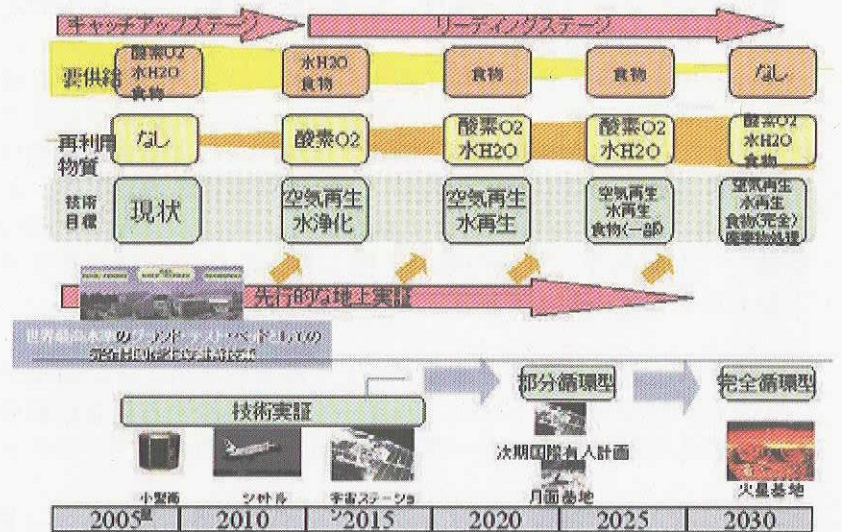 キャッチアップステージ
リーディングステージ
要供給
酸素O2
水H2O
食物
水H2O
食物
食物
食物
なし
再利用
物質
なし
酸素O2
酸素O2
水H2O
酸素O2
水H2O
酸素O2
水H2O
食物
技術
目標
現状
空気再生
水浄化
空気再生
水再生
空気再生
水再生
食物(一部)
空気再生
水再生
食物(完全)
廃棄物処理
先行的な地上実証
世界最高水準のグランド・テスト・ベッドとしての
技術実証
部分循環型
完全循環型
小型衛
星
シャトル
宇宙ステーショ
ン
次期国際有人計画
月面基地
火星基地
2005
2010
2015
2020
2025
2030